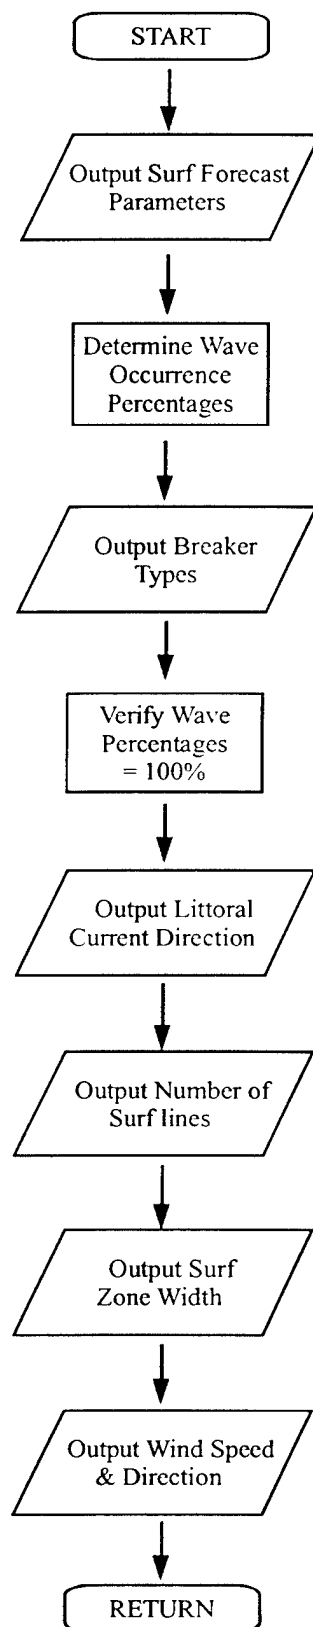 START
Output Surf Forecast
Parameters
Determine Wave
Occurrence
Percentages
Output Breaker
Types
Verify Wave
Percentages
= 100%
Output Littoral
Current Direction
Output Number of
Surf lines
Output Surf
Zone Width
Output Wind Speed
& Direction
RETURN